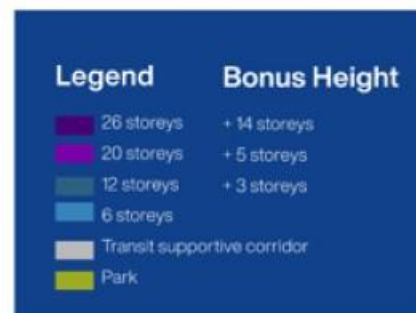 Legend Bonus Height
26 storeys + 14 storeys
20 storeys + 5 storeys
12 storeys + 3 storeys
6 storeys
Transit supportive corridor
Park